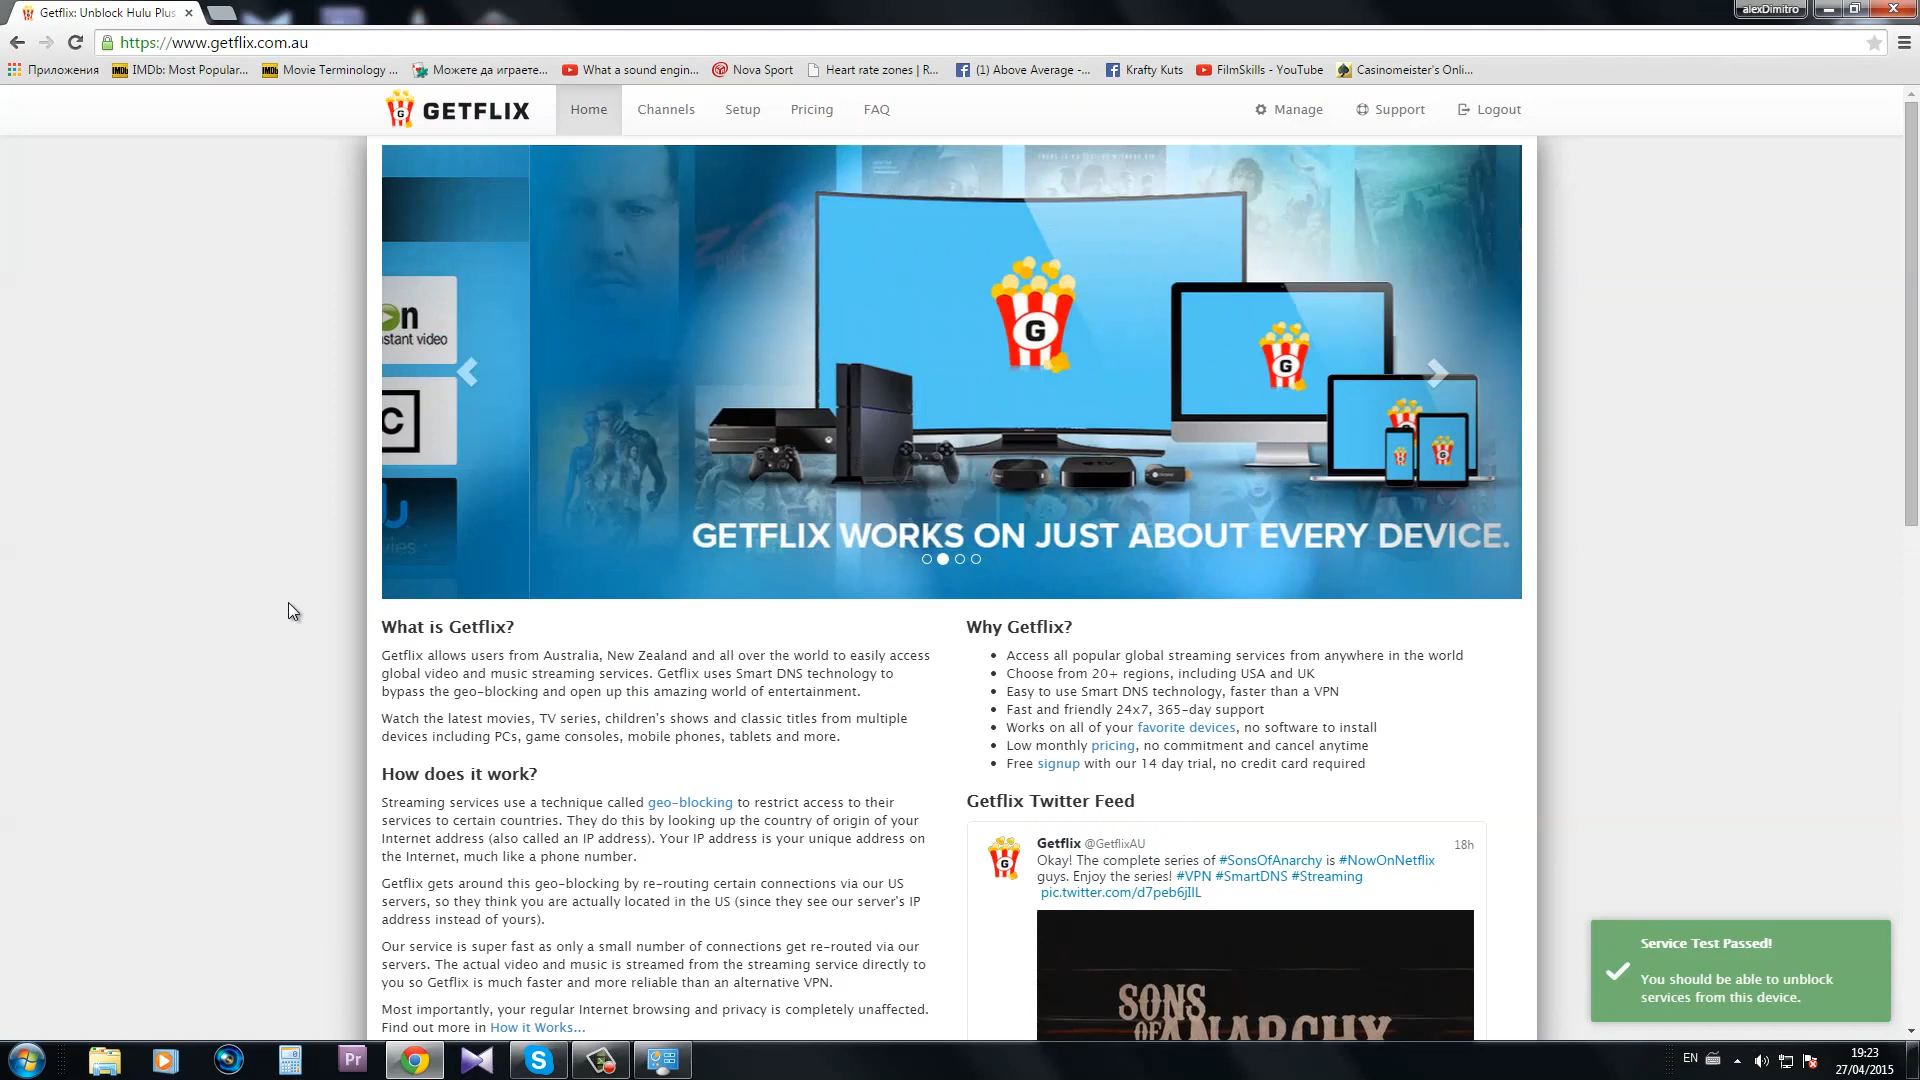 Getflix: Unblock Hulu Plus
alexDimitro
https://www.getflix.com.au
Приложения
IMDb: Most Popular...
Movie Terminology ...
Можете да играете...
What a sound engin...
Nova Sport
Heart rate zones | R...
(1) Above Average -...
Krafty Kuts
FilmSkills - YouTube
Casinomeister's Onli...
G GETFLIX
Home
Channels
Setup
Pricing
FAQ
Manage
Support
Logout
stant video
C
G
G
GETFLIX WORKS ON JUST ABOUT EVERY DEVICE.
What is Getflix?
Getflix allows users from Australia, New Zealand and all over the world to easily access
global video and music streaming services. Getflix uses Smart DNS technology to
bypass the geo-blocking and open up this amazing world of entertainment.
Watch the latest movies, TV series, children's shows and classic titles from multiple
devices including PCs, game consoles, mobile phones, tablets and more.
How does it work?
Streaming services use a technique called geo-blocking to restrict access to their
services to certain countries. They do this by looking up the country of origin of your
Internet address (also called an IP address). Your IP address is your unique address on
the Internet, much like a phone number.
Getflix gets around this geo-blocking by re-routing certain connections via our US
servers, so they think you are actually located in the US (since they see our server's IP
address instead of yours).
Our service is super fast as only a small number of connections get re-routed via our
servers. The actual video and music is streamed from the streaming service directly to
you so Getflix is much faster and more reliable than an alternative VPN.
Most importantly, your regular Internet browsing and privacy is completely unaffected.
Find out more in How it Works...
Why Getflix?
Access all popular global streaming services from anywhere in the world
Choose from 20+ regions, including USA and UK
Easy to use Smart DNS technology, faster than a VPN
Fast and friendly 24x7, 365-day support
Works on all of your favorite devices, no software to install
Low monthly pricing, no commitment and cancel anytime
Free signup with our 14 day trial, no credit card required
Getflix Twitter Feed
Getflix @GetflixAU 18h
Okay! The complete series of #SonsOfAnarchy is #NowOnNetflix
guys. Enjoy the series! #VPN #SmartDNS #Streaming
pic.twitter.com/d7peb6jIlL
SONS
OF ANARCHY
Service Test Passed!
You should be able to unblock
services from this device.
Pr
EN
19:23
27/04/2015